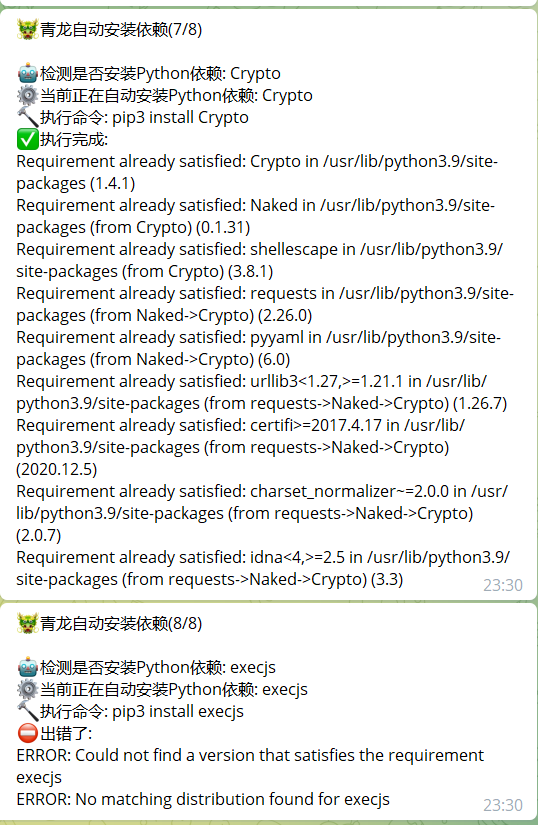 青龙自动安装依赖(7/8)
检测是否安装Python依赖: Crypto
当前正在自动安装Python依赖: Crypto
执行命令: pip3 install Crypto
执行完成:
Requirement already satisfied: Crypto in /usr/lib/python3.9/site-
packages (1.4.1)
Requirement already satisfied: Naked in /usr/lib/python3.9/site-
packages (from Crypto) (0.1.31)
Requirement already satisfied: shellescape in /usr/lib/python3.9/
site-packages (from Crypto) (3.8.1)
Requirement already satisfied: requests in /usr/lib/python3.9/site-
packages (from Naked->Crypto) (2.26.0)
Requirement already satisfied: pyyaml in /usr/lib/python3.9/site-
packages (from Naked->Crypto) (6.0)
Requirement already satisfied: urllib3<1.27,>=1.21.1 in /usr/lib/
python3.9/site-packages (from requests->Naked->Crypto) (1.26.7)
Requirement already satisfied: certifi>=2017.4.17 in /usr/lib/
python3.9/site-packages (from requests->Naked->Crypto)
(2020.12.5)
Requirement already satisfied: charset_normalizer~=2.0.0 in /usr/
lib/python3.9/site-packages (from requests->Naked->Crypto)
(2.0.7)
Requirement already satisfied: idna<4,>=2.5 in /usr/lib/python3.9/
site-packages (from requests->Naked->Crypto) (3.3)
23:30
青龙自动安装依赖(8/8)
检测是否安装Python依赖: execjs
当前正在自动安装Python依赖: execjs
执行命令: pip3 install execjs
出错了:
ERROR: Could not find a version that satisfies the requirement
execjs
ERROR: No matching distribution found for execjs
23:30